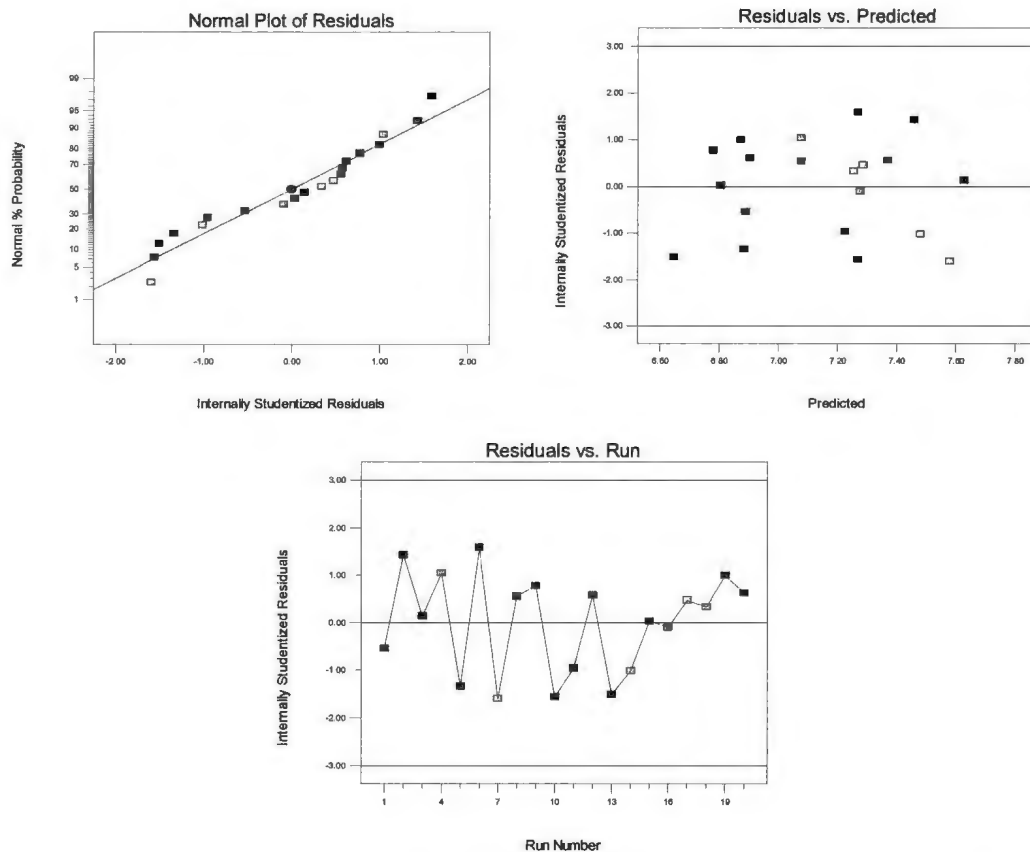 Normal Plot of Residuals
99
95
90
80
70
50
30
20
10
5
1
Normal % Probability
-2.00 -1.00 0.00 1.00 2.00
Internally Studentized Residuals
Residuals vs. Predicted
3.00
2.00
1.00
0.00
-1.00
-2.00
-3.00
Internally Studentized Residuals
6.60 6.80 7.00 7.20 7.40 7.60 7.80
Predicted
Residuals vs. Run
3.00
2.00
1.00
0.00
-1.00
-2.00
-3.00
Internally Studentized Residuals
1 4 7 10 13 16 19
Run Number